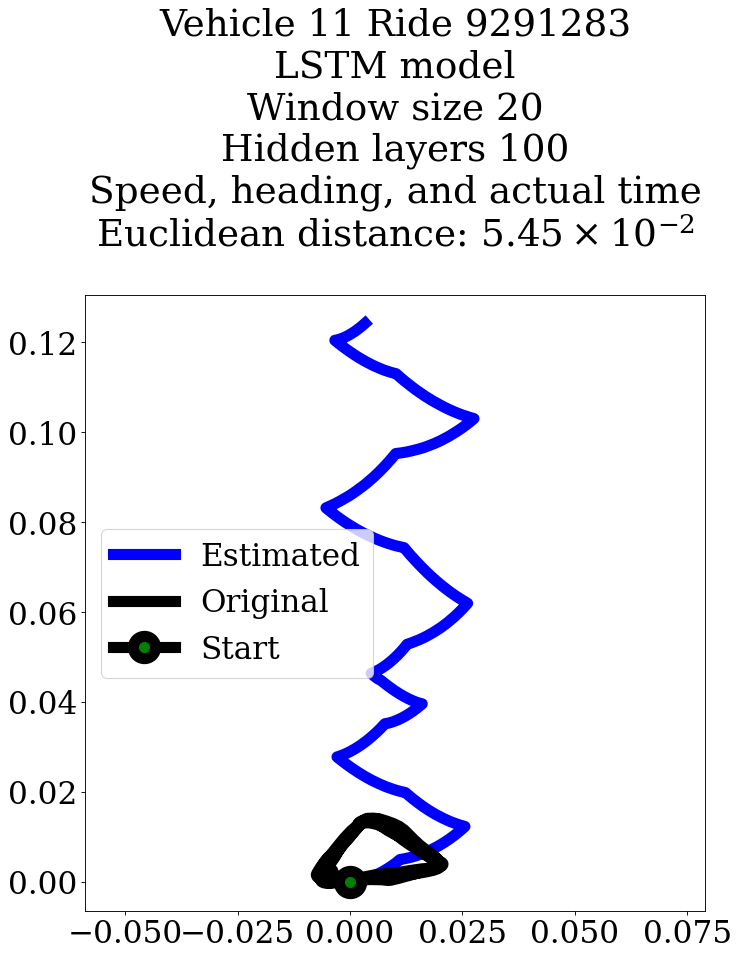 Vehicle 11 Ride 9291283
LSTM model
Window size 20
Hidden layers 100
Speed, heading, and actual time
Euclidean distance: 5.45 × 10⁻²
0.12
0.10
0.08
0.06
0.04
0.02
0.00
Estimated
Original
Start
−0.050 −0.025 0.000 0.025 0.050 0.075